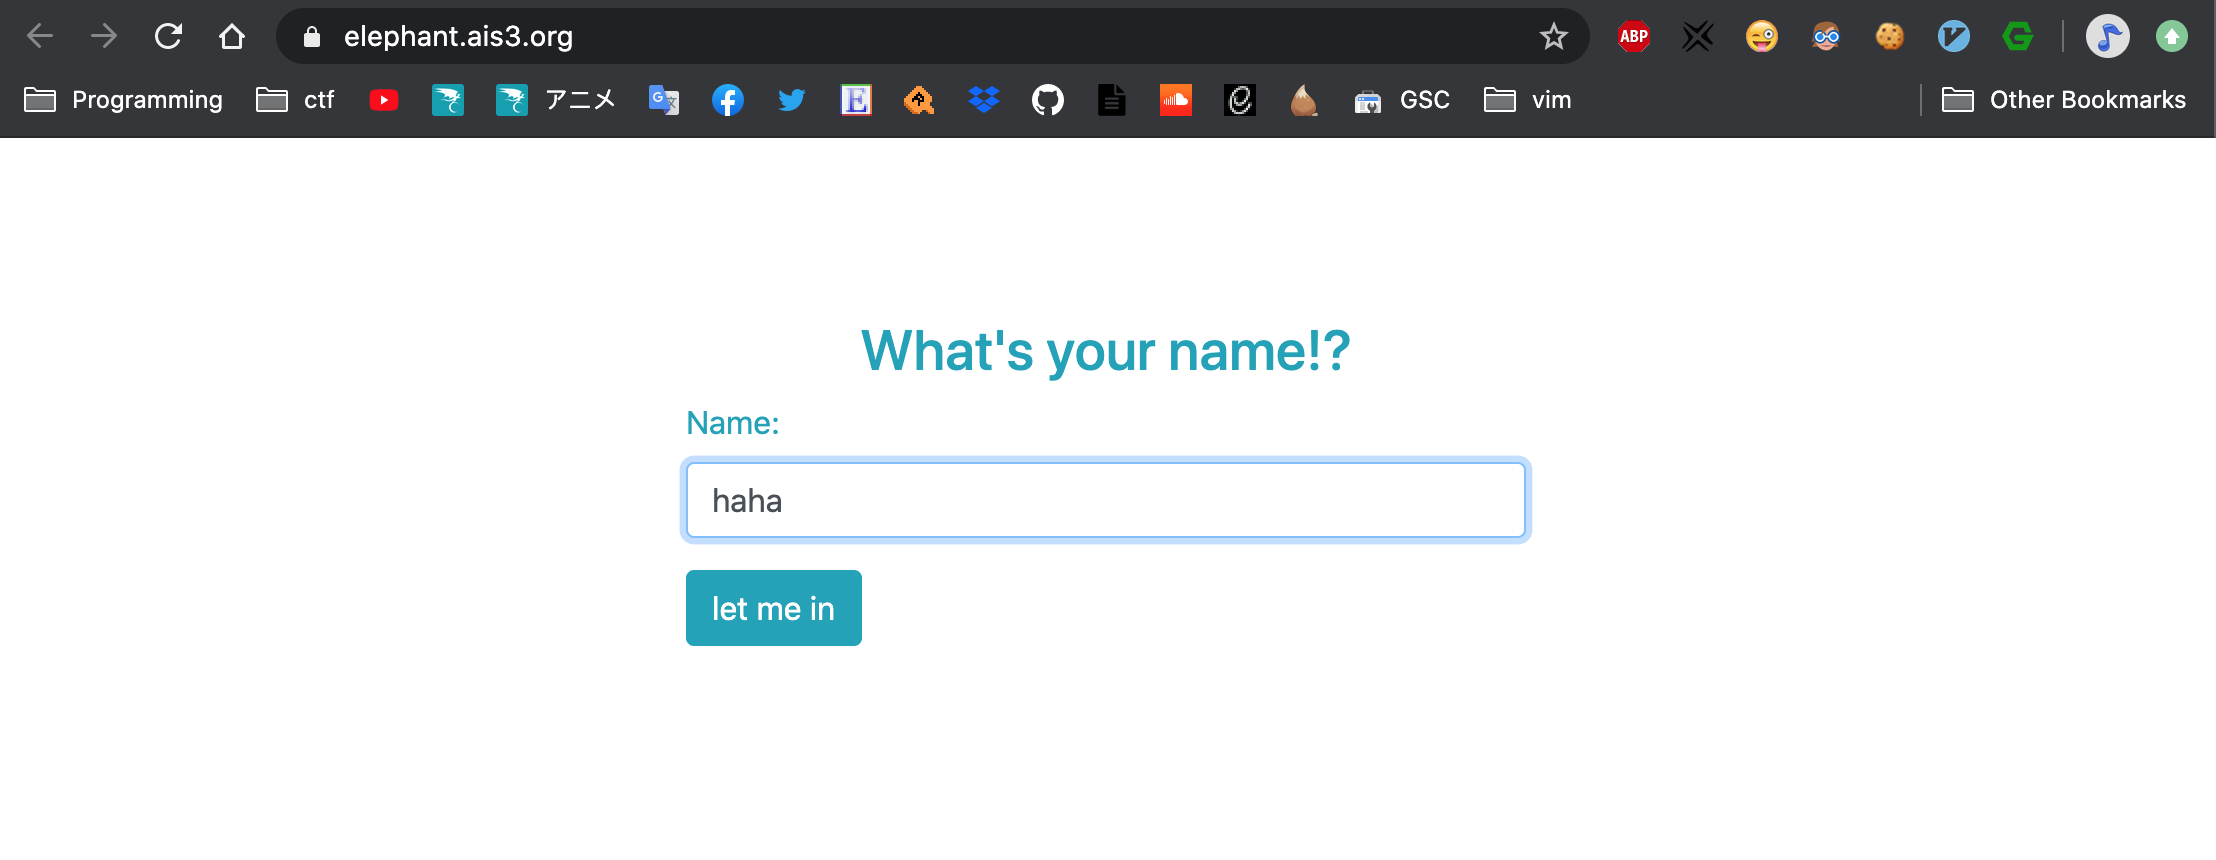 elephant.ais3.org
ABP
Programming ctf アニメ GSC vim Other Bookmarks
What's your name!?
Name:
haha
let me in